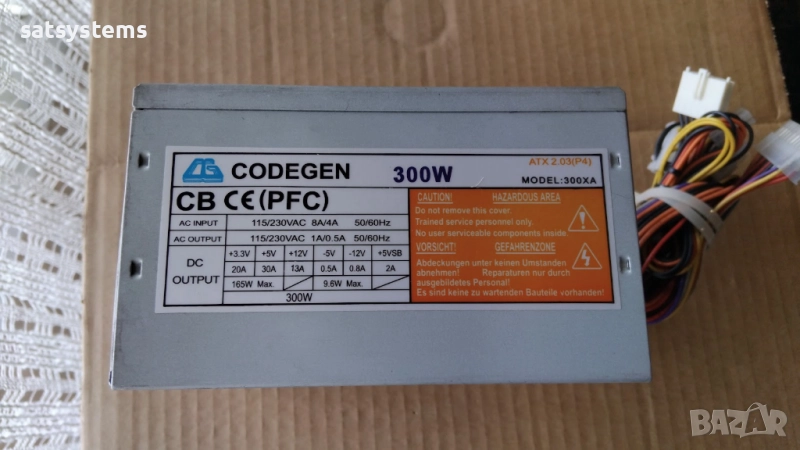 satsystems
CG CODEGEN 300W
ATX 2.03(P4)
MODEL:300XA
CB CE (PFC)
AC INPUT 115/230VAC 8A/4A 50/60Hz
AC OUTPUT 115/230VAC 1A/0.5A 50/60Hz
DC OUTPUT
+3.3V +5V +12V -5V -12V +5VSB
20A 30A 13A 0.5A 0.8A 2A
165W Max. 9.6W Max.
300W
CAUTION! HAZARDOUS AREA
Do not remove this cover.
Trained service personnel only.
No user serviceable components inside.
VORSICHT! GEFAHRENZONE
Abdeckungen unter keinen Umständen
abnehmen! Reparaturen nur durch
ausgebildetes Personal!
Es sind keine zu wartenden Bauteile vorhanden!
BAZAR